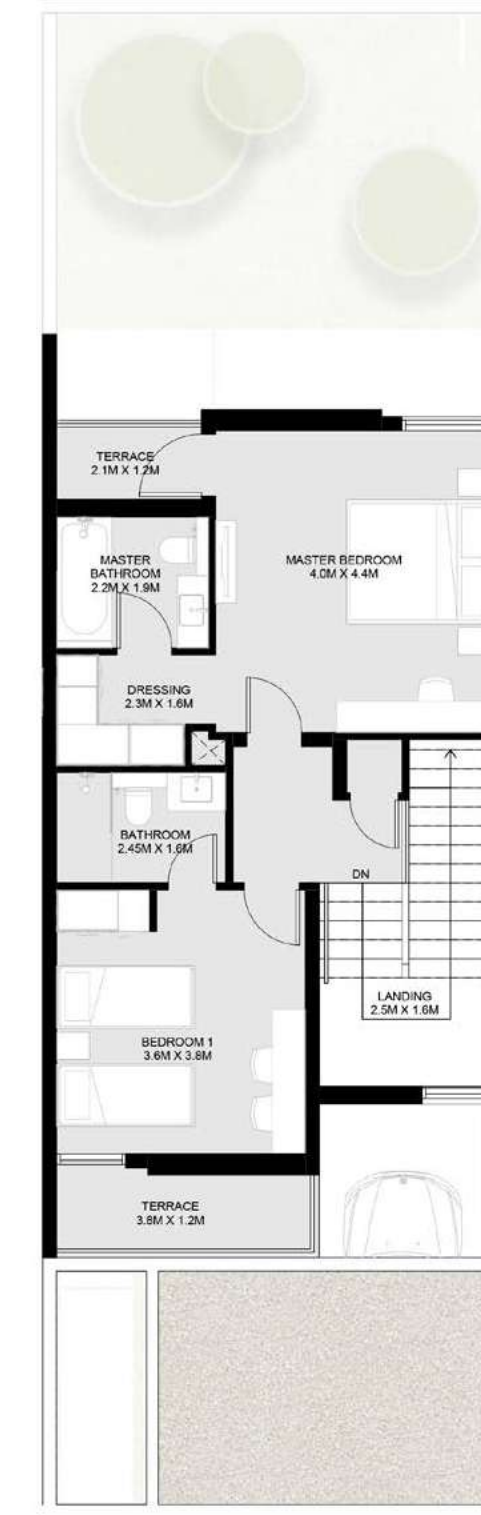 TERRACE
2.1M X 1.2M
MASTER
BATHROOM
2.2M X 1.9M
MASTER BEDROOM
4.0M X 4.4M
DRESSING
2.3M X 1.6M
BATHROOM
2.45M X 1.6M
DN
LANDING
2.5M X 1.6M
BEDROOM 1
3.6M X 3.8M
TERRACE
3.8M X 1.2M